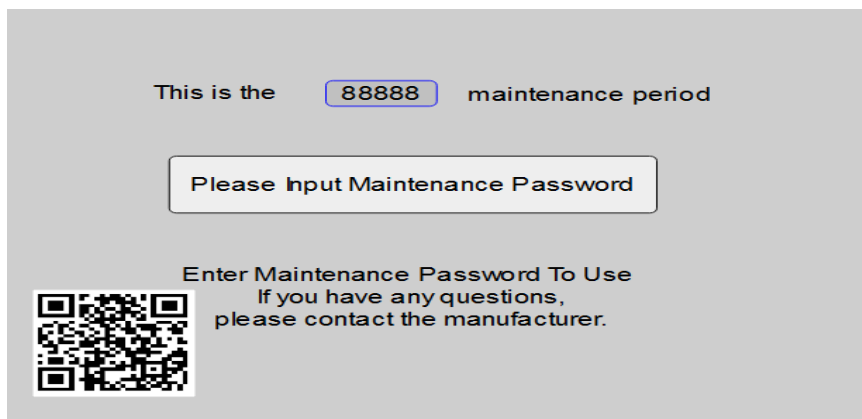 This is the 88888 maintenance period
Please Input Maintenance Password
Enter Maintenance Password To Use
If you have any questions,
please contact the manufacturer.